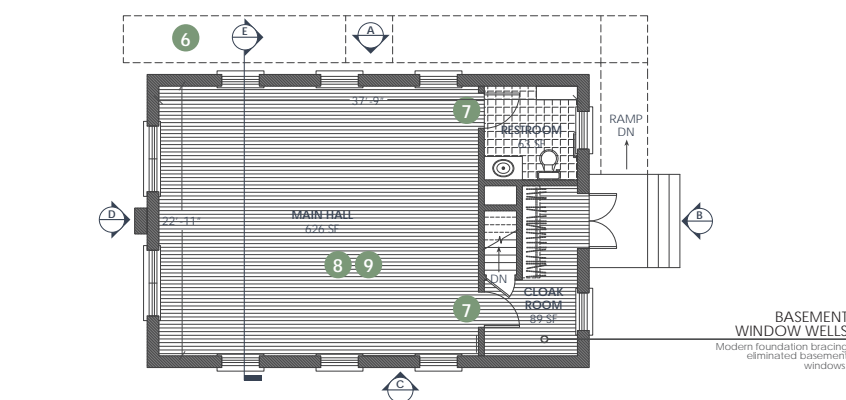 6
E
A
37'-9"
7
RESTROOM
63 SF
RAMP
DN
D
22'-11"
MAIN HALL
626 SF
B
8 9
DN
CLOAK
ROOM
89 SF
7
BASEMENT
WINDOW WELLS
Modern foundation bracing
eliminated basement
windows
C